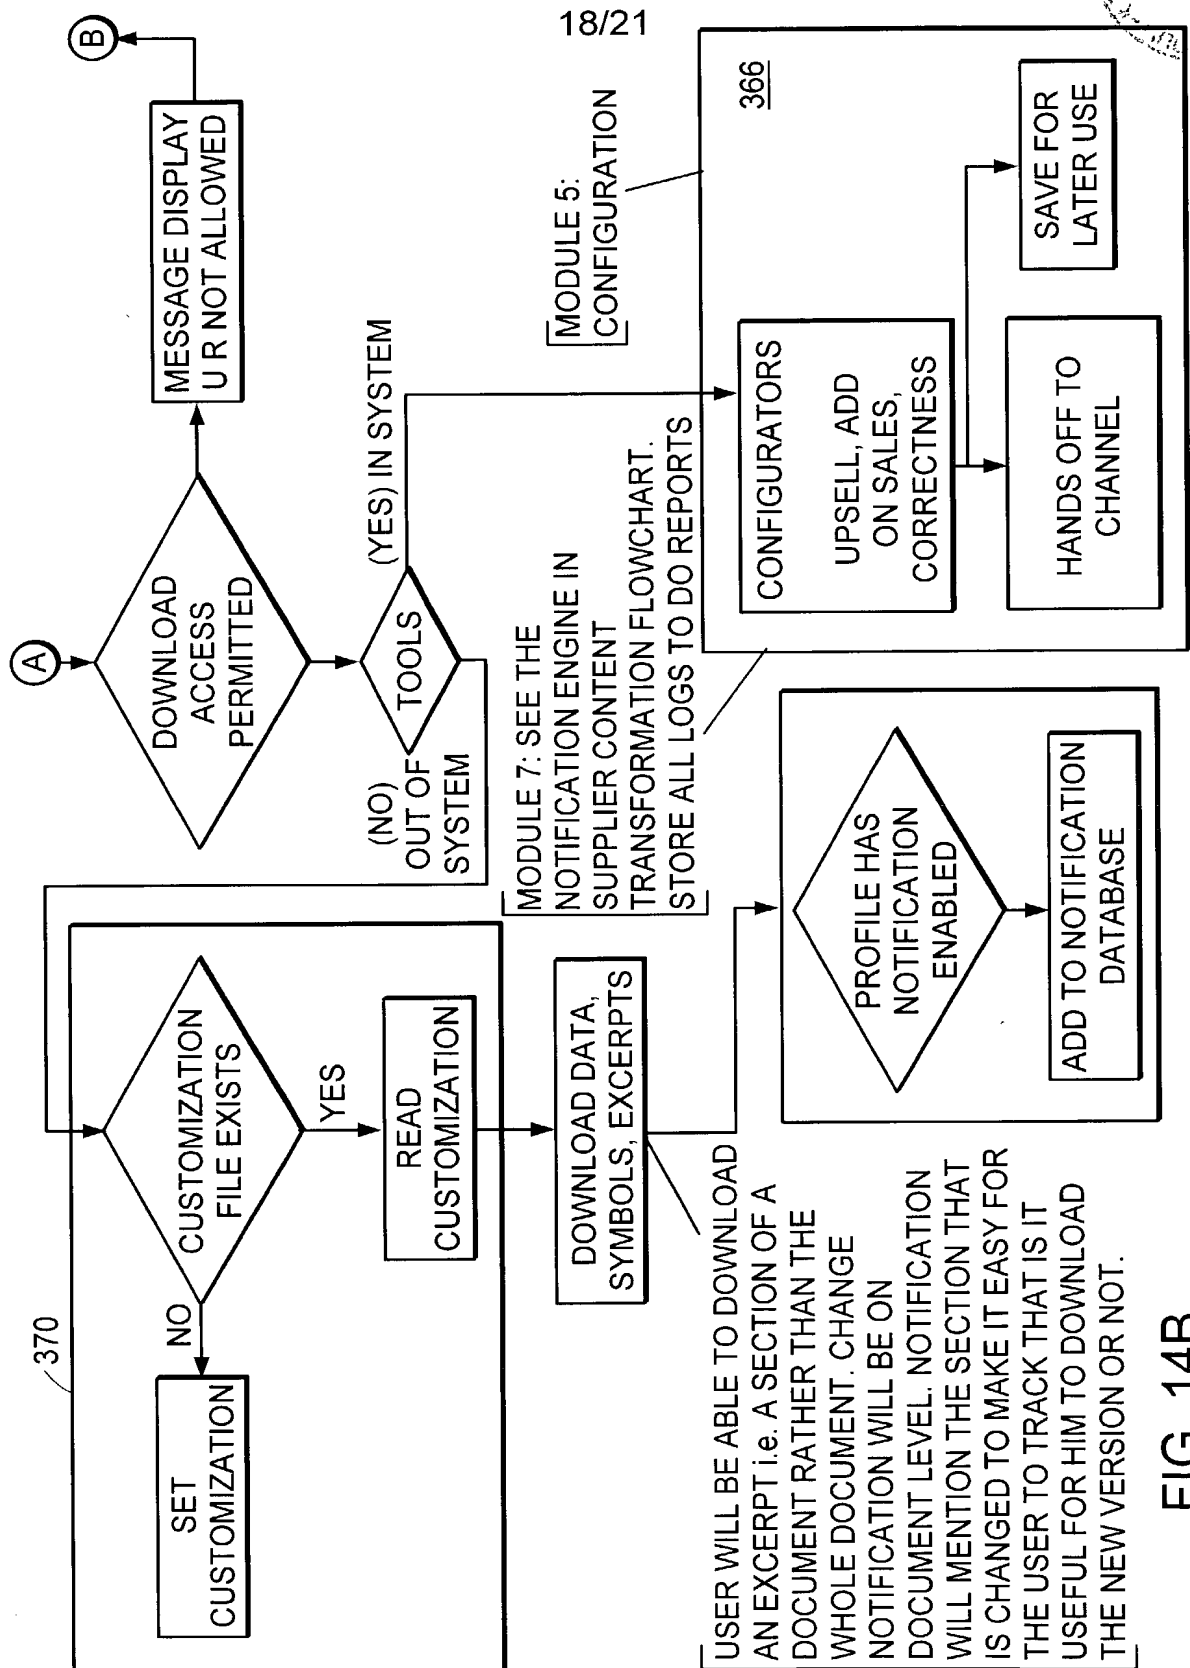 18/21
A
DOWNLOAD
ACCESS
PERMITTED
MESSAGE DISPLAY
U R NOT ALLOWED
B
TOOLS
(YES) IN SYSTEM
(NO)
OUT OF
SYSTEM
370
CUSTOMIZATION
FILE EXISTS
NO
SET
CUSTOMIZATION
YES
READ
CUSTOMIZATION
DOWNLOAD DATA,
SYMBOLS, EXCERPTS
MODULE 5:
CONFIGURATION
366
CONFIGURATORS
UPSELL, ADD
ON SALES,
CORRECTNESS
SAVE FOR
LATER USE
HANDS OFF TO
CHANNEL
MODULE 7: SEE THE
NOTIFICATION ENGINE IN
SUPPLIER CONTENT
TRANSFORMATION FLOWCHART.
STORE ALL LOGS TO DO REPORTS
PROFILE HAS
NOTIFICATION
ENABLED
ADD TO NOTIFICATION
DATABASE
USER WILL BE ABLE TO DOWNLOAD
AN EXCERPT i.e. A SECTION OF A
DOCUMENT RATHER THAN THE
WHOLE DOCUMENT. CHANGE
NOTIFICATION WILL BE ON
DOCUMENT LEVEL. NOTIFICATION
WILL MENTION THE SECTION THAT
IS CHANGED TO MAKE IT EASY FOR
THE USER TO TRACK THAT IS IT
USEFUL FOR HIM TO DOWNLOAD
THE NEW VERSION OR NOT.
FIG. 14B